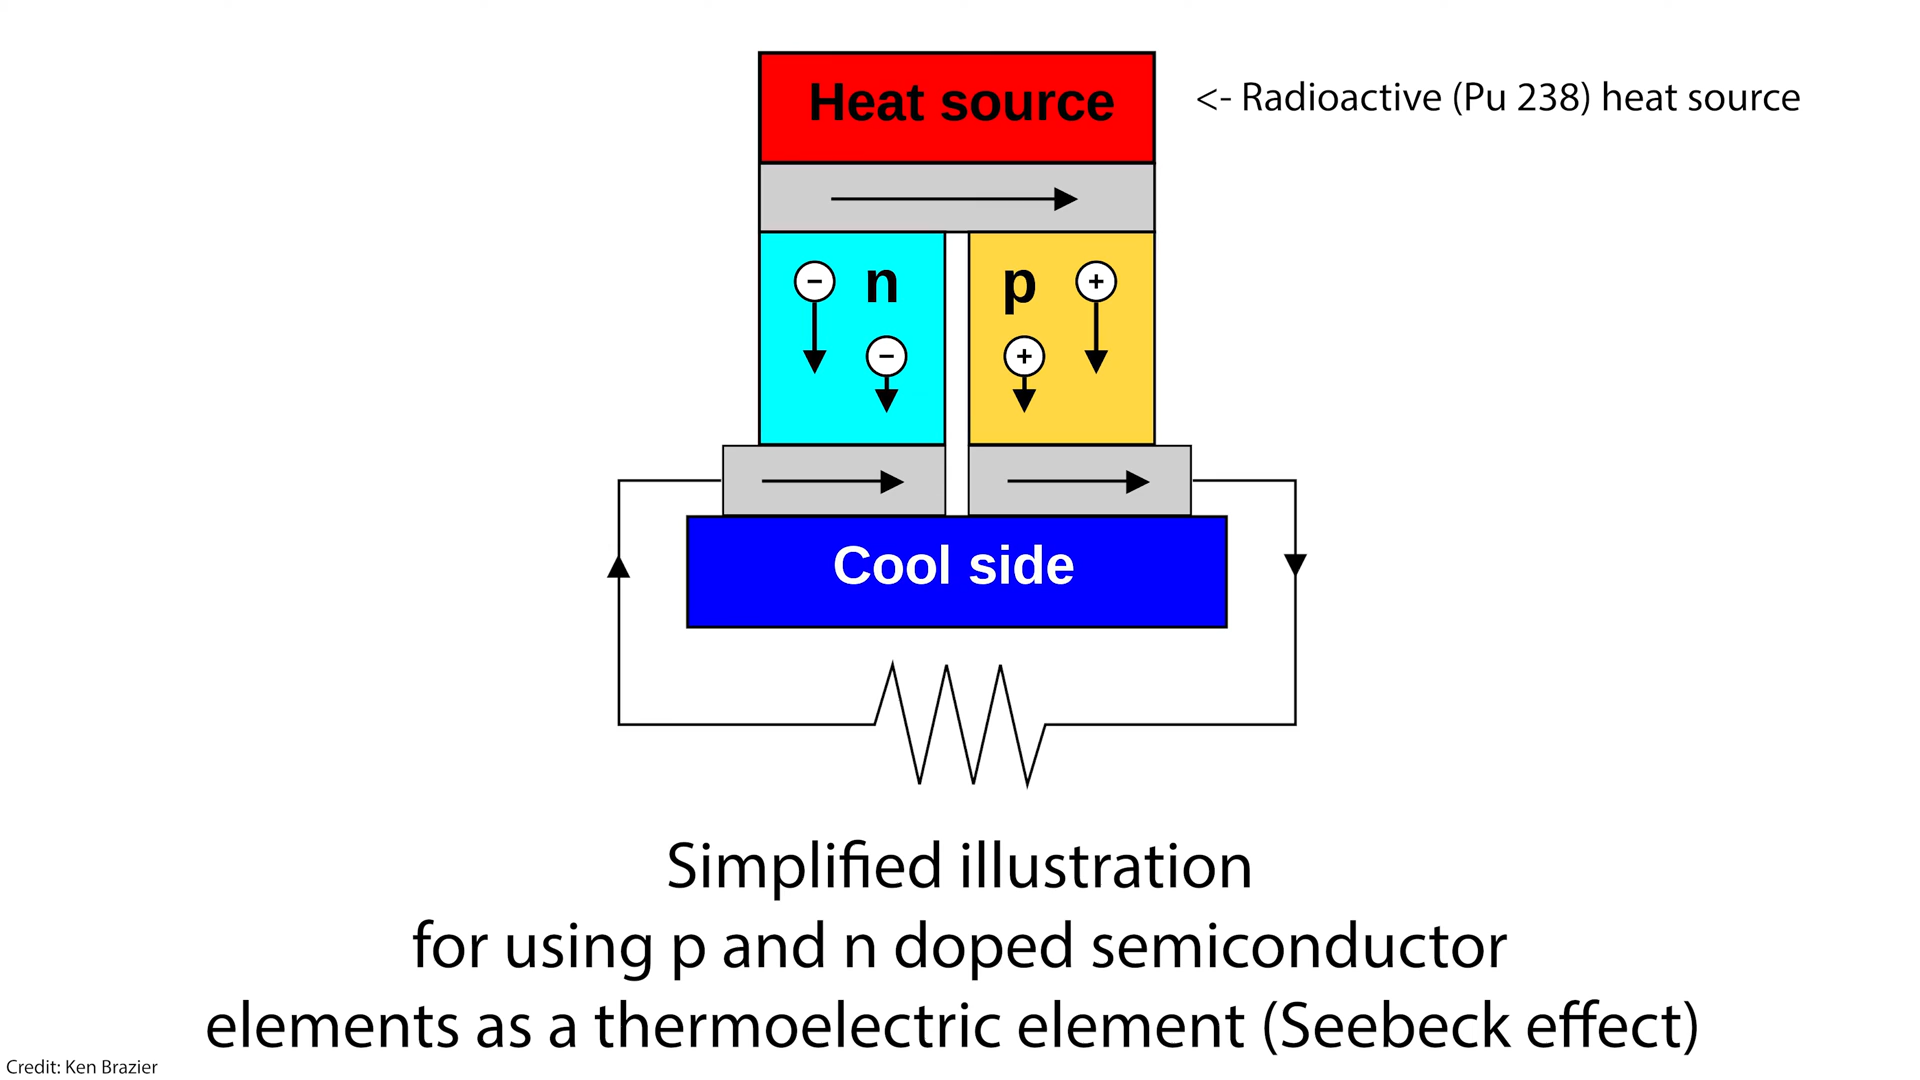 Heat source
<- Radioactive (Pu 238) heat source
− n p +
− +
Cool side
Simplified illustration
for using p and n doped semiconductor
elements as a thermoelectric element (Seebeck effect)
Credit: Ken Brazier